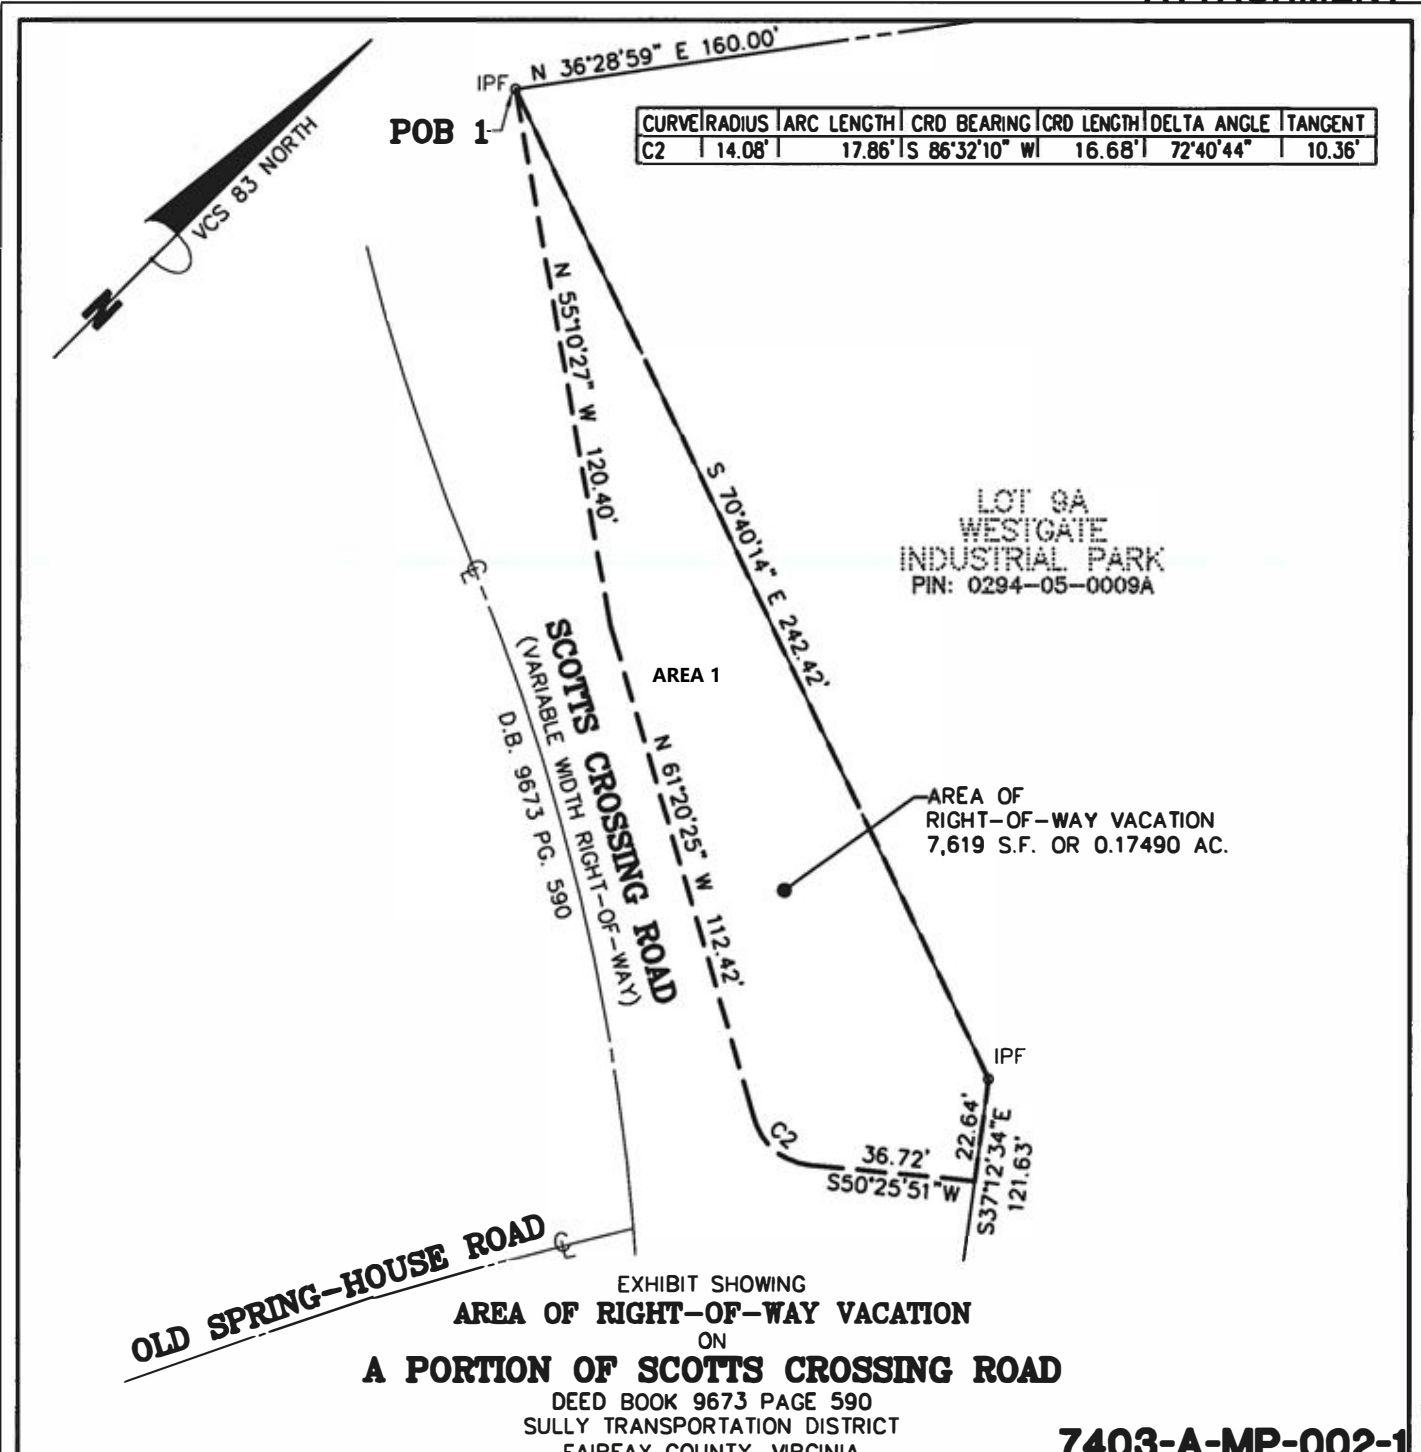 IPF
N 36°28'59" E 160.00'
POB 1
VCS 83 NORTH
N
CURVE RADIUS ARC LENGTH CRD BEARING CRD LENGTH DELTA ANGLE TANGENT
C2 14.08' 17.86' S 86°32'10" W 16.68' 72°40'44" 10.36'
N 55°10'27" W 120.40'
S 70°40'14" E 242.42'
LOT 9A
WESTGATE
INDUSTRIAL PARK
PIN: 0294-05-0009A
CL
SCOTTS CROSSING ROAD
(VARIABLE WIDTH RIGHT-OF-WAY)
D.B. 9673 PG. 590
AREA 1
N 61°20'25" W 112.42'
AREA OF
RIGHT-OF-WAY VACATION
7,619 S.F. OR 0.17490 AC.
IPF
C2
36.72'
S50°25'51"W
22.64'
S37°12'34"E
121.63'
OLD SPRING-HOUSE ROAD
CL
EXHIBIT SHOWING
AREA OF RIGHT-OF-WAY VACATION
ON
A PORTION OF SCOTTS CROSSING ROAD
DEED BOOK 9673 PAGE 590
SULLY TRANSPORTATION DISTRICT
FAIRFAX COUNTY, VIRGINIA
7403-A-MP-002-1